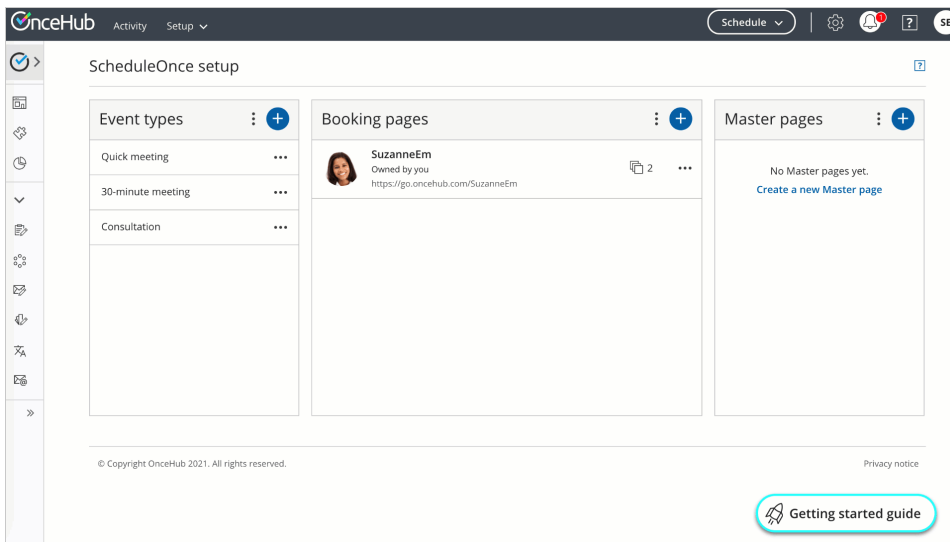 OnceHub Activity Setup Schedule 1 ? SE
ScheduleOnce setup ?
Event types
Quick meeting
30-minute meeting
Consultation
Booking pages
SuzanneEm
Owned by you
https://go.oncehub.com/SuzanneEm
2
Master pages
No Master pages yet.
Create a new Master page
© Copyright OnceHub 2021. All rights reserved. Privacy notice
Getting started guide